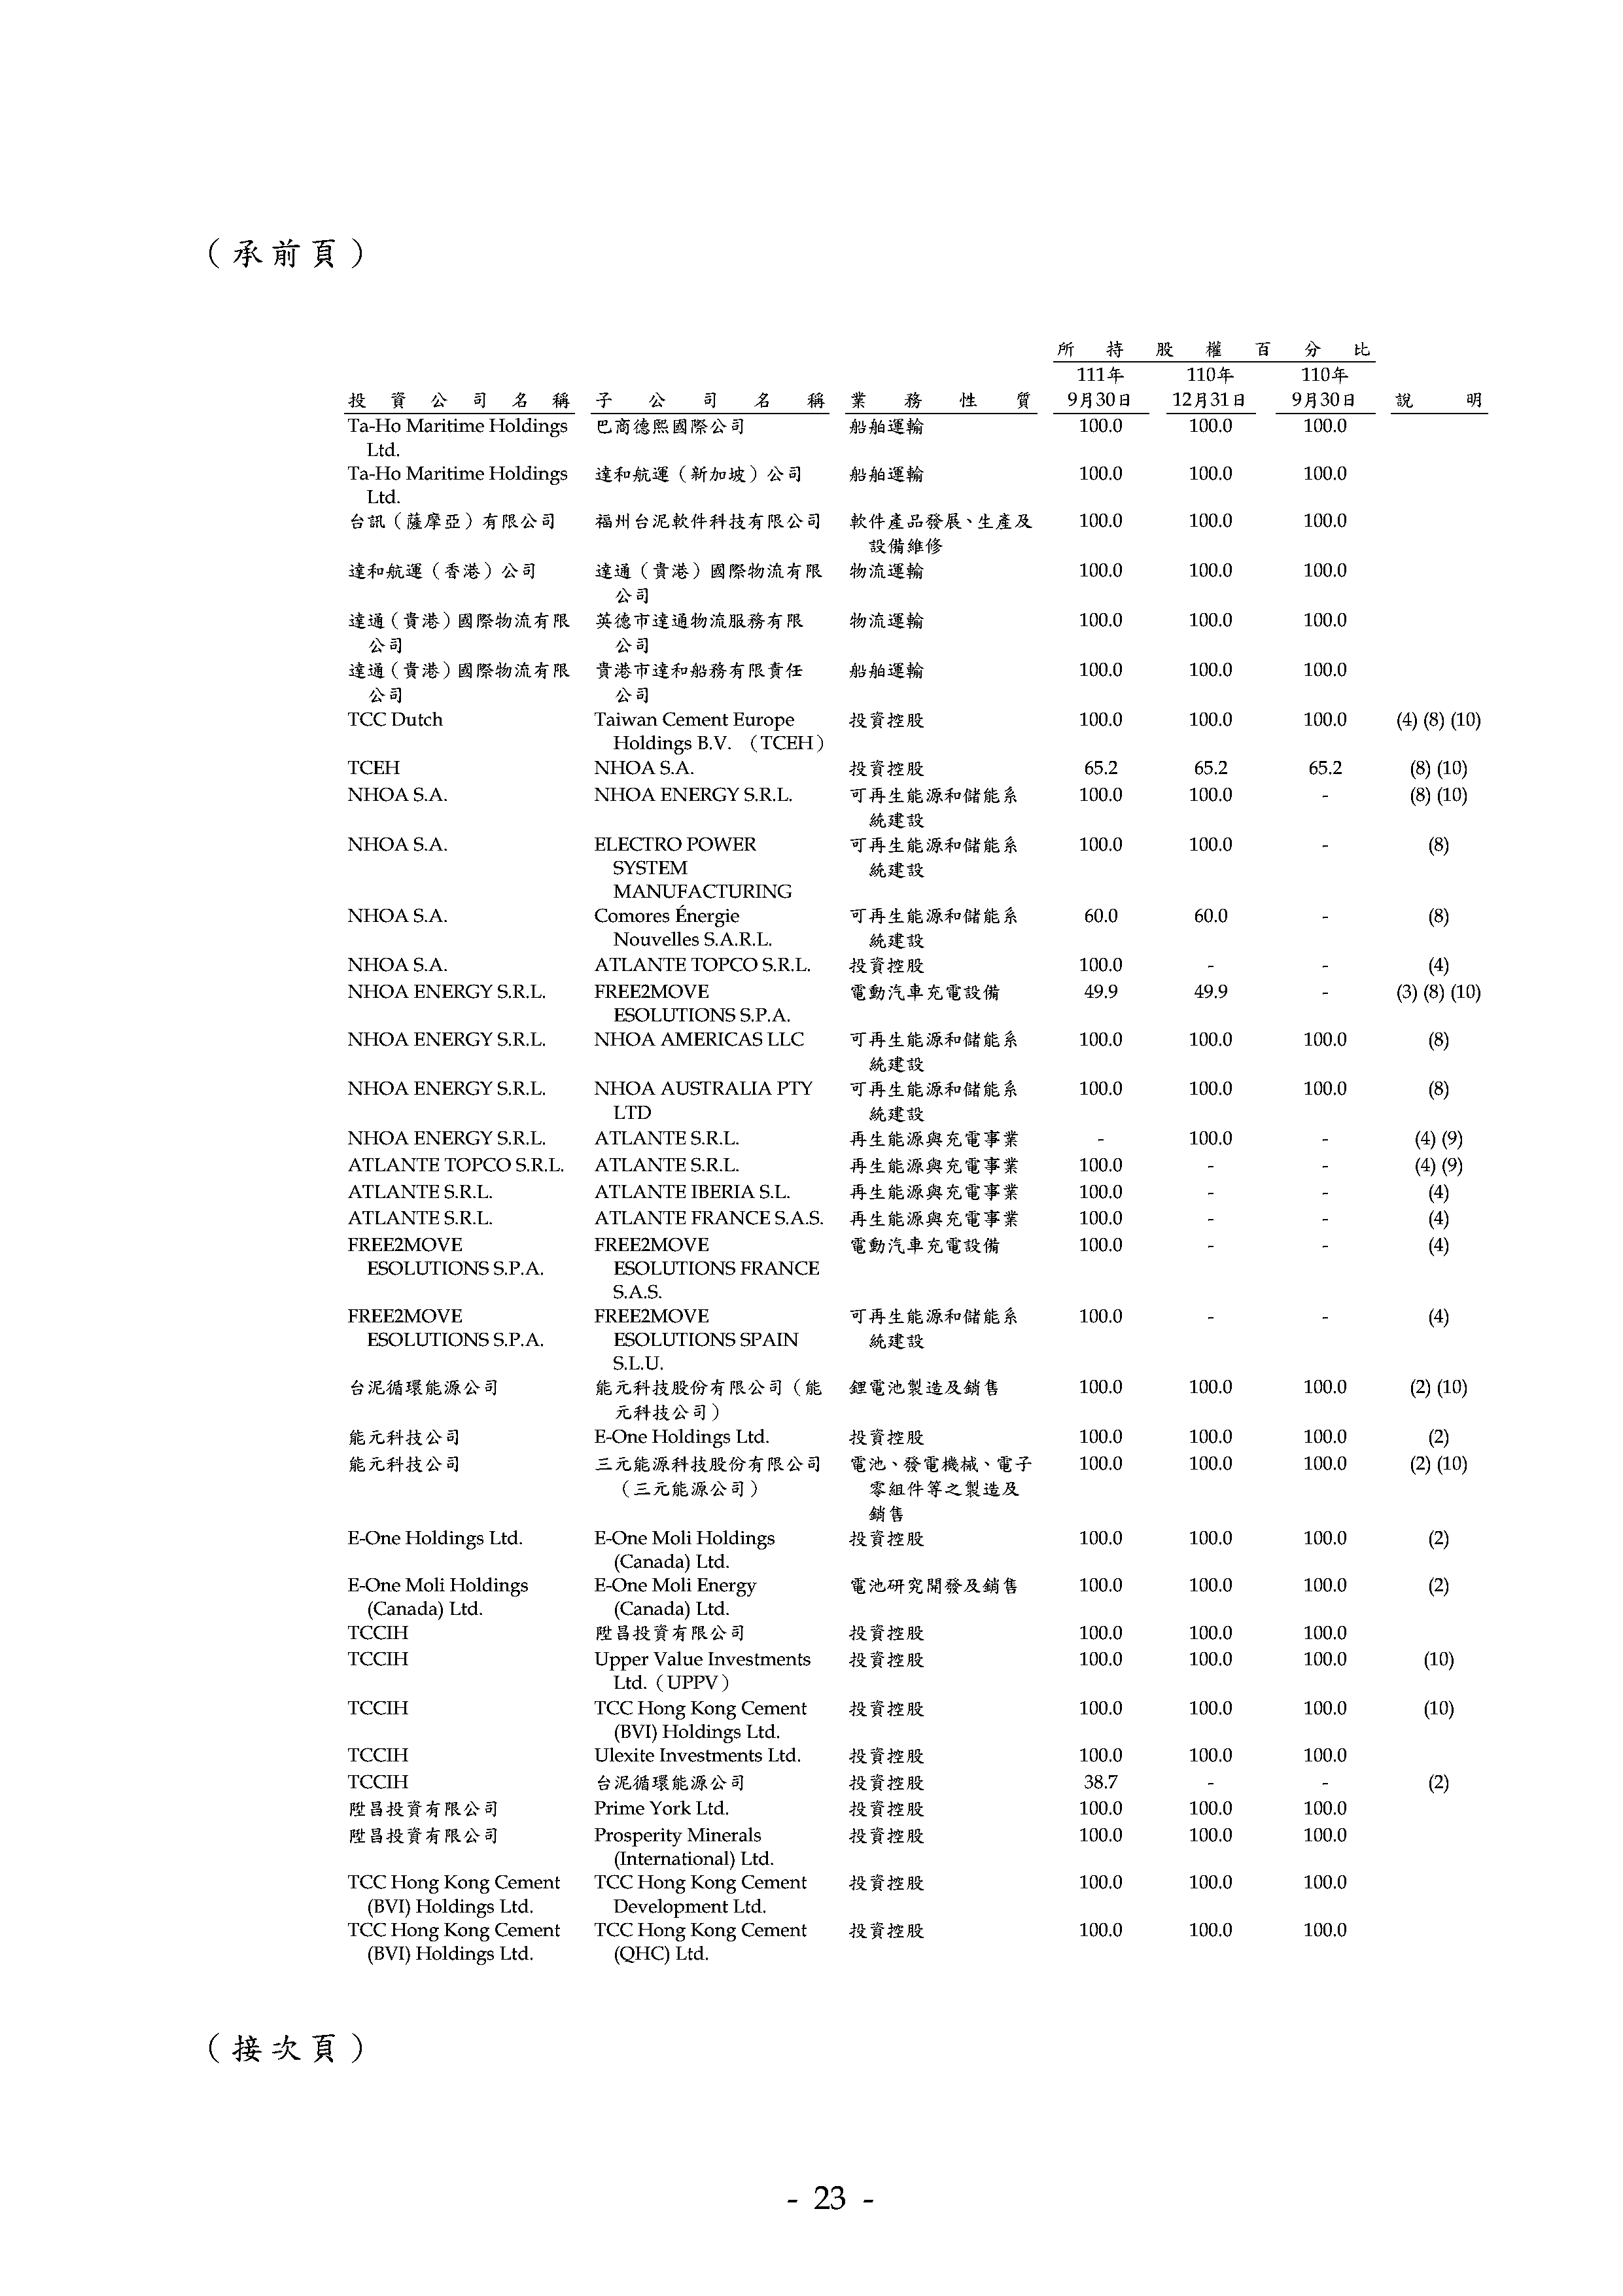 （承前頁）
所持股權百分比
111年 110年 110年
投資公司名稱 子公司名稱 業務性質 9月30日 12月31日 9月30日 說明
Ta-Ho Maritime Holdings 巴商德熙國際公司 船舶運輸 100.0 100.0 100.0
Ltd.
Ta-Ho Maritime Holdings 達和航運（新加坡）公司 船舶運輸 100.0 100.0 100.0
Ltd.
台訊（薩摩亞）有限公司 福州台泥軟件科技有限公司 軟件產品發展、生產及 100.0 100.0 100.0
設備維修
達和航運（香港）公司 達通（貴港）國際物流有限 物流運輸 100.0 100.0 100.0
公司
達通（貴港）國際物流有限 英德市達通物流服務有限 物流運輸 100.0 100.0 100.0
公司 公司
達通（貴港）國際物流有限 貴港市達和船務有限責任 船舶運輸 100.0 100.0 100.0
公司 公司
TCC Dutch Taiwan Cement Europe 投資控股 100.0 100.0 100.0 (4) (8) (10)
Holdings B.V. （TCEH）
TCEH NHOA S.A. 投資控股 65.2 65.2 65.2 (8) (10)
NHOA S.A. NHOA ENERGY S.R.L. 可再生能源和儲能系 100.0 100.0 - (8) (10)
統建設
NHOA S.A. ELECTRO POWER 可再生能源和儲能系 100.0 100.0 - (8)
SYSTEM 統建設
MANUFACTURING
NHOA S.A. Comores Énergie 可再生能源和儲能系 60.0 60.0 - (8)
Nouvelles S.A.R.L. 統建設
NHOA S.A. ATLANTE TOPCO S.R.L. 投資控股 100.0 - - (4)
NHOA ENERGY S.R.L. FREE2MOVE 電動汽車充電設備 49.9 49.9 - (3) (8) (10)
ESOLUTIONS S.P.A.
NHOA ENERGY S.R.L. NHOA AMERICAS LLC 可再生能源和儲能系 100.0 100.0 100.0 (8)
統建設
NHOA ENERGY S.R.L. NHOA AUSTRALIA PTY 可再生能源和儲能系 100.0 100.0 100.0 (8)
LTD 統建設
NHOA ENERGY S.R.L. ATLANTE S.R.L. 再生能源與充電事業 - 100.0 - (4) (9)
ATLANTE TOPCO S.R.L. ATLANTE S.R.L. 再生能源與充電事業 100.0 - - (4) (9)
ATLANTE S.R.L. ATLANTE IBERIA S.L. 再生能源與充電事業 100.0 - - (4)
ATLANTE S.R.L. ATLANTE FRANCE S.A.S. 再生能源與充電事業 100.0 - - (4)
FREE2MOVE FREE2MOVE 電動汽車充電設備 100.0 - - (4)
ESOLUTIONS S.P.A. ESOLUTIONS FRANCE
S.A.S.
FREE2MOVE FREE2MOVE 可再生能源和儲能系 100.0 - - (4)
ESOLUTIONS S.P.A. ESOLUTIONS SPAIN 統建設
S.L.U.
台泥循環能源公司 能元科技股份有限公司（能 鋰電池製造及銷售 100.0 100.0 100.0 (2) (10)
元科技公司）
能元科技公司 E-One Holdings Ltd. 投資控股 100.0 100.0 100.0 (2)
能元科技公司 三元能源科技股份有限公司 電池、發電機械、電子 100.0 100.0 100.0 (2) (10)
（三元能源公司） 零組件等之製造及
銷售
E-One Holdings Ltd. E-One Moli Holdings 投資控股 100.0 100.0 100.0 (2)
(Canada) Ltd.
E-One Moli Holdings E-One Moli Energy 電池研究開發及銷售 100.0 100.0 100.0 (2)
(Canada) Ltd. (Canada) Ltd.
TCCIH 陞昌投資有限公司 投資控股 100.0 100.0 100.0
TCCIH Upper Value Investments 投資控股 100.0 100.0 100.0 (10)
Ltd.（UPPV）
TCCIH TCC Hong Kong Cement 投資控股 100.0 100.0 100.0 (10)
(BVI) Holdings Ltd.
TCCIH Ulexite Investments Ltd. 投資控股 100.0 100.0 100.0
TCCIH 台泥循環能源公司 投資控股 38.7 - - (2)
陞昌投資有限公司 Prime York Ltd. 投資控股 100.0 100.0 100.0
陞昌投資有限公司 Prosperity Minerals 投資控股 100.0 100.0 100.0
(International) Ltd.
TCC Hong Kong Cement TCC Hong Kong Cement 投資控股 100.0 100.0 100.0
(BVI) Holdings Ltd. Development Ltd.
TCC Hong Kong Cement TCC Hong Kong Cement 投資控股 100.0 100.0 100.0
(BVI) Holdings Ltd. (QHC) Ltd.
（接次頁）
- 23 -